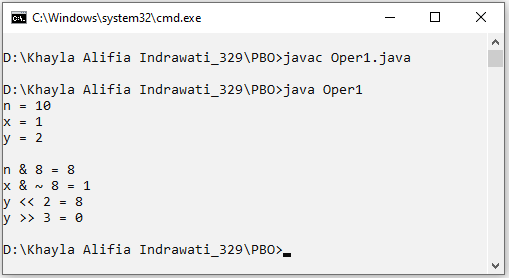 C:\Windows\system32\cmd.exe
D:\Khayla Alifia Indrawati_329\PBO>javac Oper1.java
D:\Khayla Alifia Indrawati_329\PBO>java Oper1
n = 10
x = 1
y = 2
n & 8 = 8
x & ~ 8 = 1
y << 2 = 8
y >> 3 = 0
D:\Khayla Alifia Indrawati_329\PBO>